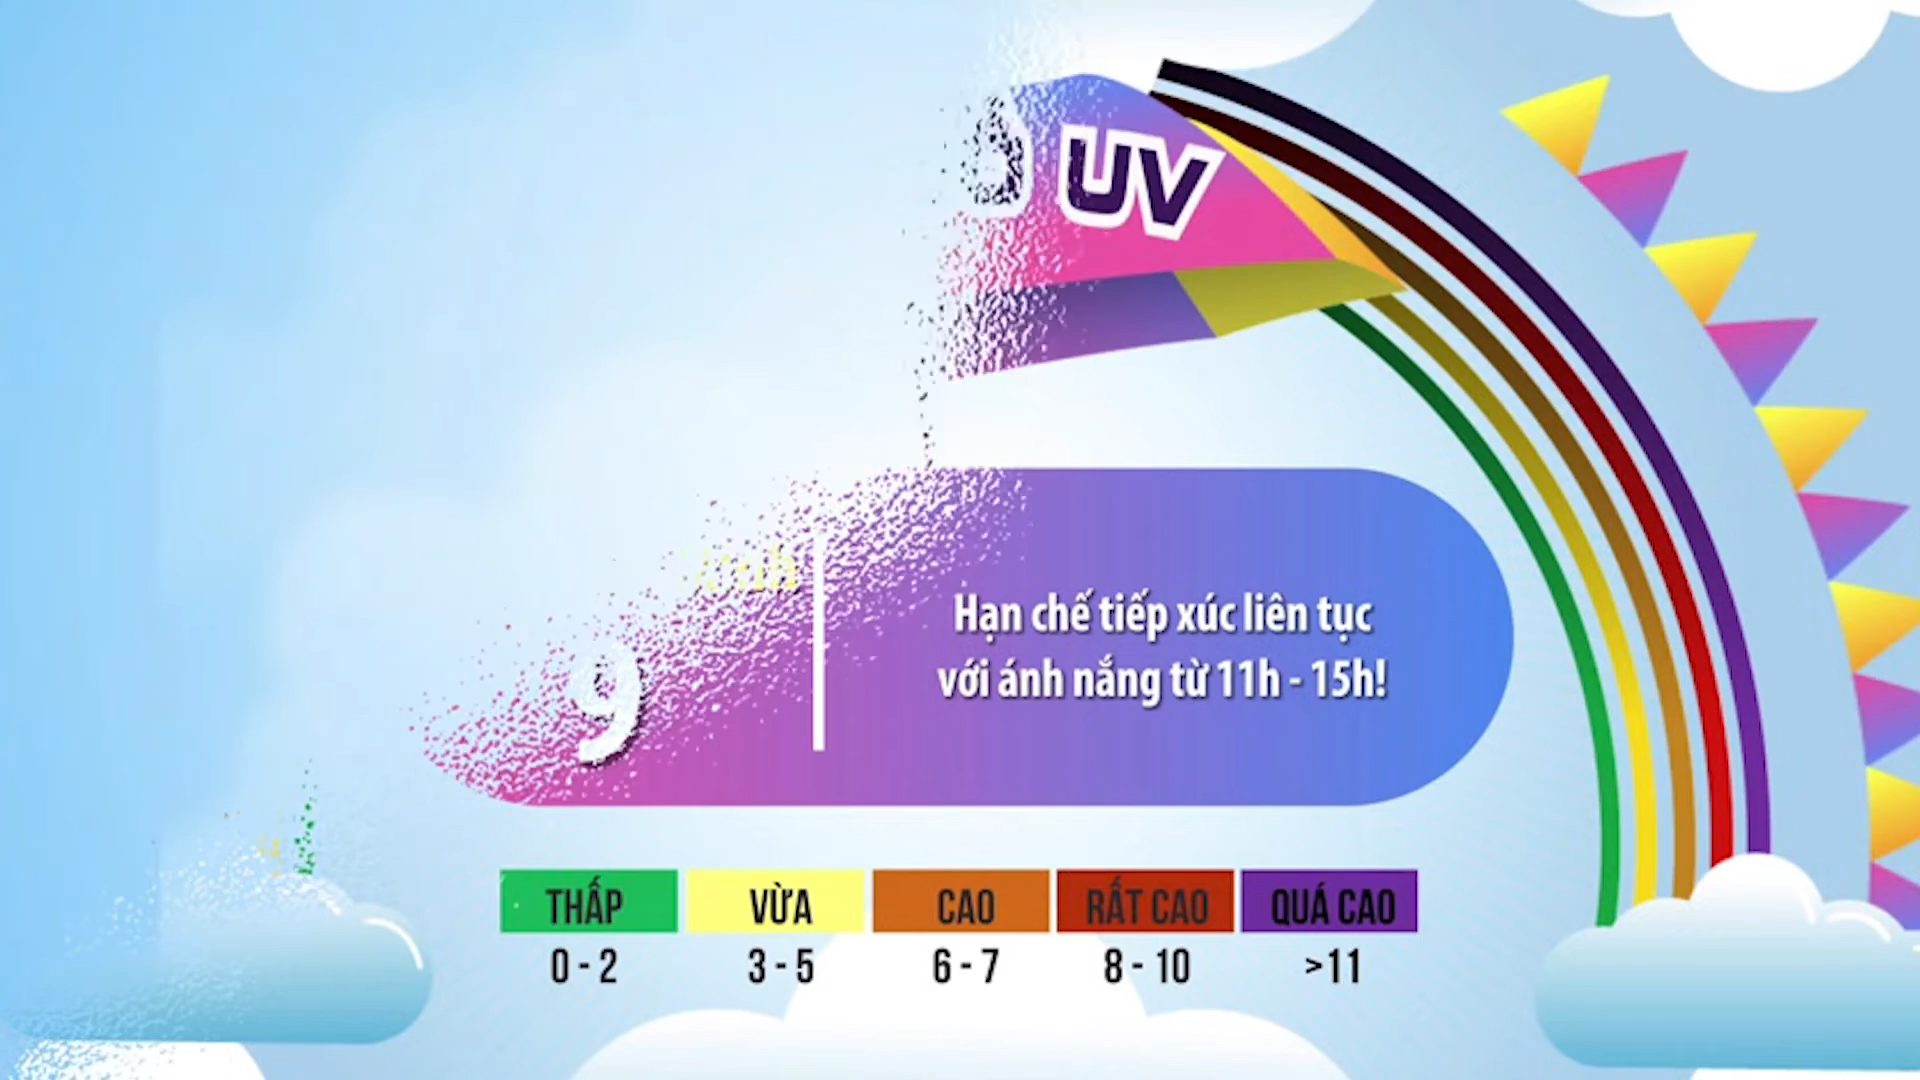 UV
9
Hạn chế tiếp xúc liên tục
với ánh nắng từ 11h - 15h!
THẤP VỪA CAO RẤT CAO QUÁ CAO
0 - 2 3 - 5 6 - 7 8 - 10 >11